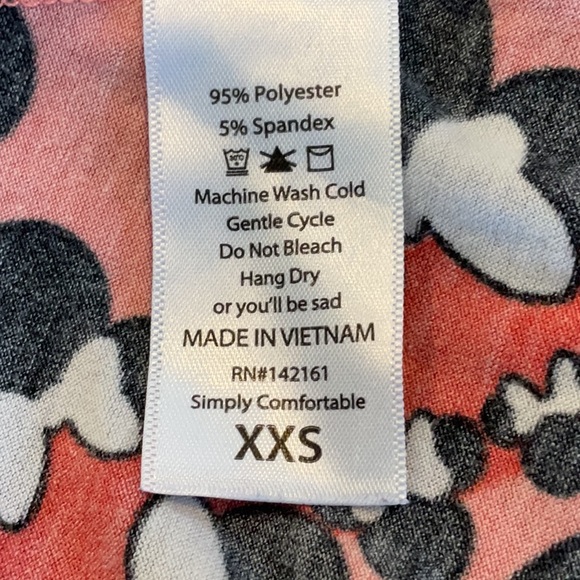 95% Polyester
5% Spandex
Machine Wash Cold
Gentle Cycle
Do Not Bleach
Hang Dry
or you'll be sad
MADE IN VIETNAM
RN#142161
Simply Comfortable
XXS